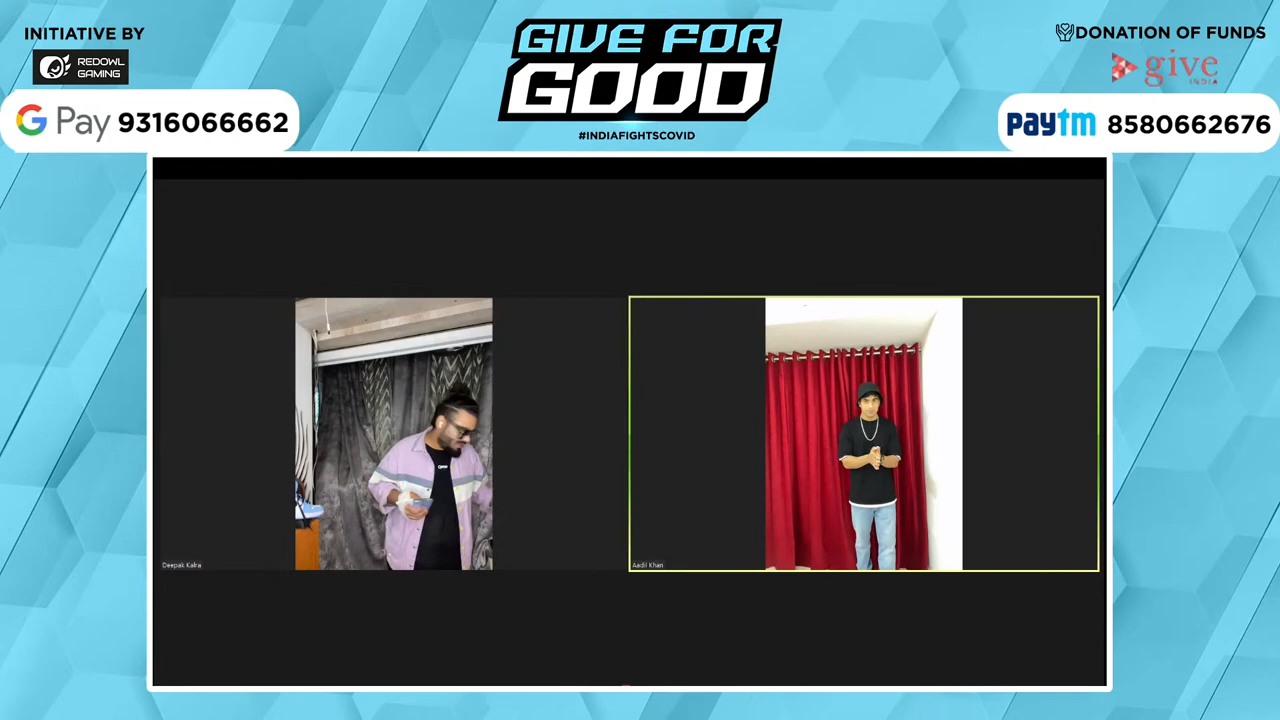 INITIATIVE BY
REDOWL
GAMING
G Pay 9316066662
GIVE FOR
GOOD
#INDIAFIGHTSCOVID
DONATION OF FUNDS
give
INDIA
paytm 8580662676
Deepak Kalra
Aadil Khan